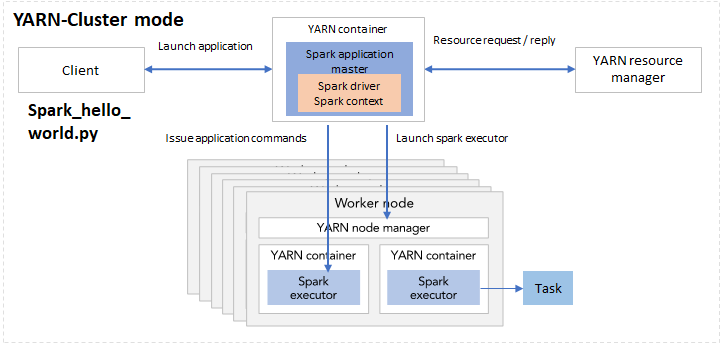 YARN-Cluster mode
YARN container
Launch application
Resource request / reply
Client
Spark application
master
Spark driver
Spark context
YARN resource
manager
Spark_hello_
world.py
Issue application commands
Launch spark executor
Worker node
YARN node manager
YARN container
YARN container
Spark
executor
Spark
executor
Task